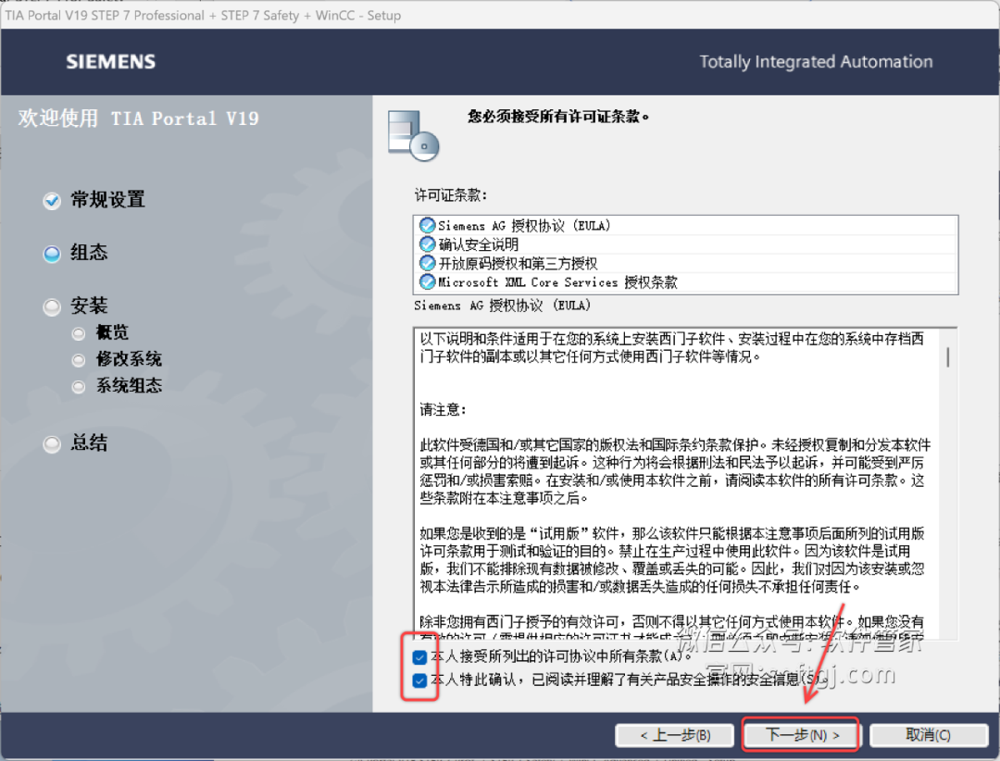 TIA Portal V19 STEP 7 Professional + STEP 7 Safety + WinCC - Setup
SIEMENS
Totally Integrated Automation
欢迎使用 TIA Portal V19
常规设置
组态
安装
概览
修改系统
系统组态
总结
您必须接受所有许可证条款。
许可证条款:
Siemens AG 授权协议 (EULA)
确认安全说明
开放原码授权和第三方授权
Microsoft XML Core Services 授权条款
Siemens AG 授权协议 (EULA)
以下说明和条件适用于在您的系统上安装西门子软件、安装过程中在您的系统中存档西
门子软件的副本或以其它任何方式使用西门子软件等情况。
请注意:
此软件受德国和/或其它国家的版权法和国际条约条款保护。未经授权复制和分发本软件
或其任何部分的将遭到起诉。这种行为将会根据刑法和民法予以起诉，并可能受到严厉
惩罚和/或损害索赔。在安装和/或使用本软件之前，请阅读本软件的所有许可条款。这
些条款附在本注意事项之后。
如果您是收到的是“试用版”软件，那么该软件只能根据本注意事项后面所列的试用版
许可条款用于测试和验证的目的。禁止在生产过程中使用此软件。因为该软件是试用
版，我们不能排除现有数据被修改、覆盖或丢失的可能。因此，我们对因为该安装或忽
视本法律告示所造成的损害和/或数据丢失造成的任何损失不承担任何责任。
除非您拥有西门子授予的有效许可，否则不得以其它任何方式使用本软件。如果您没有
微信公众号:软件管家
本人接受所列出的许可协议中所有条款(A)。
官网:softgj.com
本人特此确认，已阅读并理解了有关产品安全操作的安全信息(S)。
< 上一步(B)
下一步(N) >
取消(C)